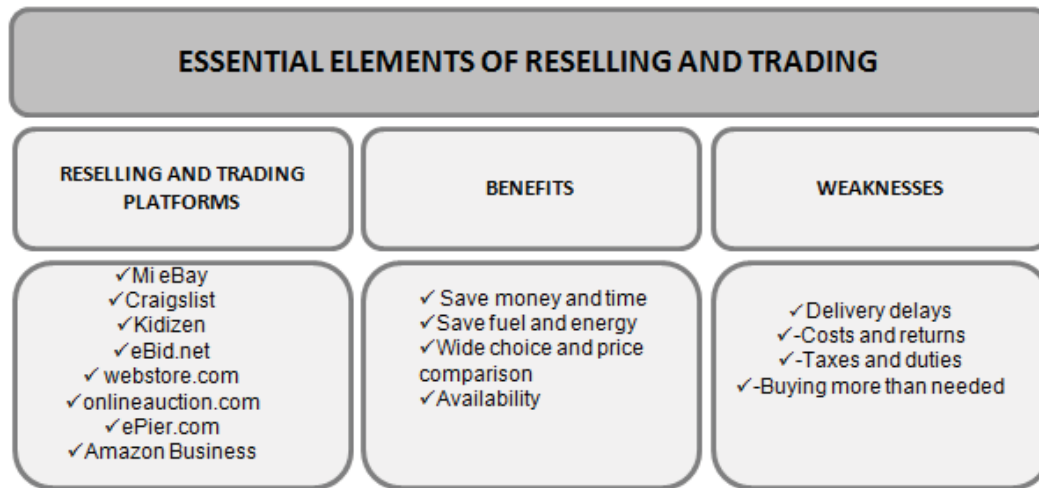 ESSENTIAL ELEMENTS OF RESELLING AND TRADING
RESELLING AND TRADING
PLATFORMS
BENEFITS
WEAKNESSES
✓Mi eBay
✓Craigslist
✓Kidizen
✓eBid.net
✓webstore.com
✓onlineauction.com
✓ePier.com
✓Amazon Business
✓ Save money and time
✓Save fuel and energy
✓Wide choice and price
comparison
✓Availability
✓Delivery delays
✓-Costs and returns
✓-Taxes and duties
✓-Buying more than needed